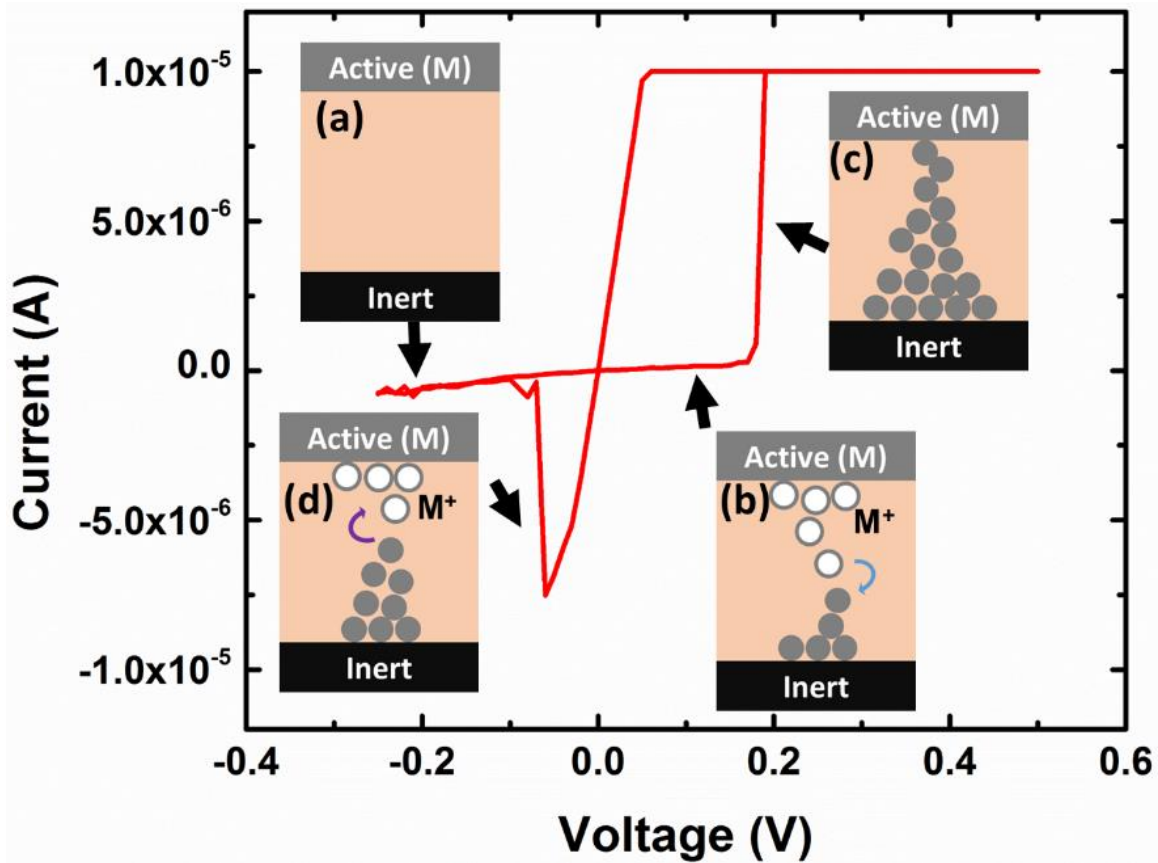 1.0x10⁻⁵
5.0x10⁻⁶
0.0
-5.0x10⁻⁶
-1.0x10⁻⁵
Current (A)
Active (M)
(a)
Inert
Active (M)
(c)
Inert
Active (M)
(d)
M⁺
Inert
Active (M)
(b)
M⁺
Inert
-0.4 -0.2 0.0 0.2 0.4 0.6
Voltage (V)